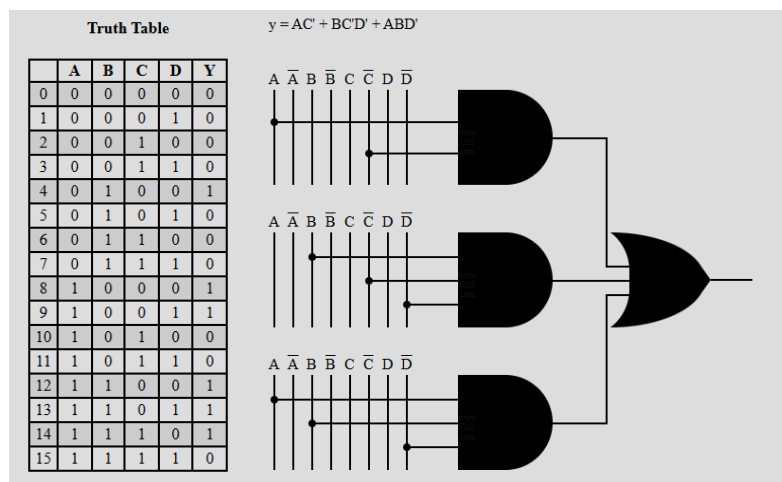 Truth Table
y = AC' + BC'D' + ABD'
A B C D Y
0 0 0 0 0 0
1 0 0 0 1 0
2 0 0 1 0 0
3 0 0 1 1 0
4 0 1 0 0 1
5 0 1 0 1 0
6 0 1 1 0 0
7 0 1 1 1 0
8 1 0 0 0 1
9 1 0 0 1 1
10 1 0 1 0 0
11 1 0 1 1 0
12 1 1 0 0 1
13 1 1 0 1 1
14 1 1 1 0 1
15 1 1 1 1 0
A A̅ B B̅ C C̅ D D̅
A A̅ B B̅ C C̅ D D̅
A A̅ B B̅ C C̅ D D̅